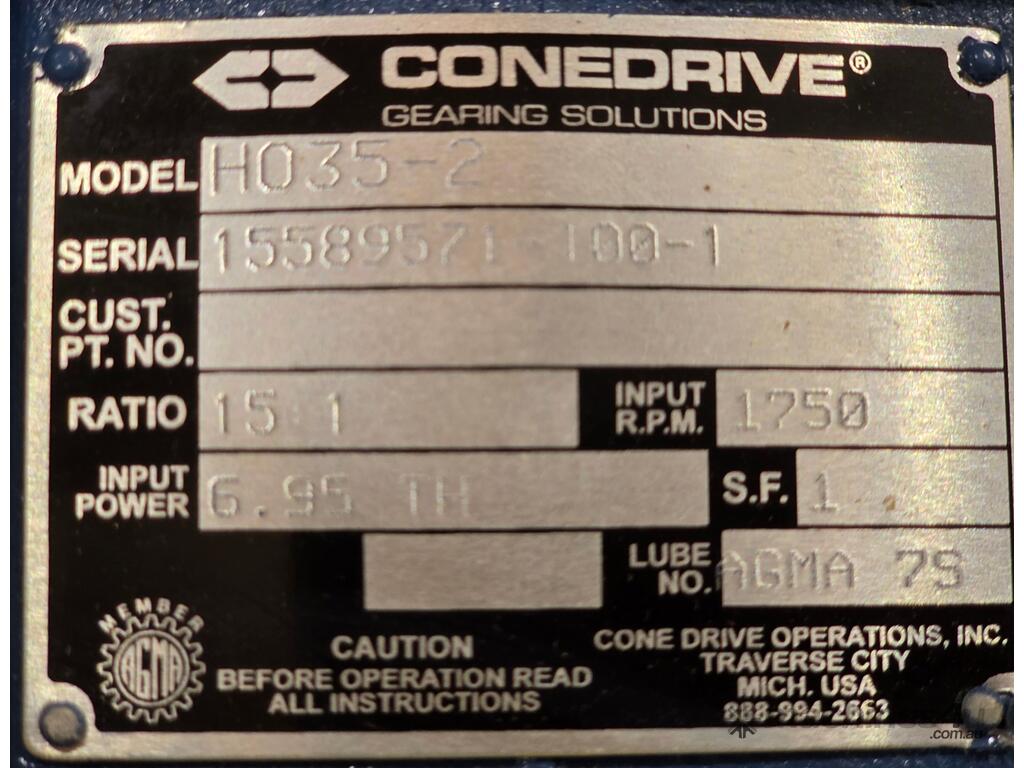 CONEDRIVE®
GEARING SOLUTIONS
MODEL HO35-2
SERIAL 15589571-100-1
CUST.
PT. NO.
RATIO 15:1 INPUT R.P.M. 1750
INPUT POWER 6.95 TH S.F. 1
LUBE NO. AGMA 7S
MEMBER
AGMA
CAUTION
BEFORE OPERATION READ
ALL INSTRUCTIONS
CONE DRIVE OPERATIONS, INC.
TRAVERSE CITY
MICH. USA
888-994-2663
.com.au